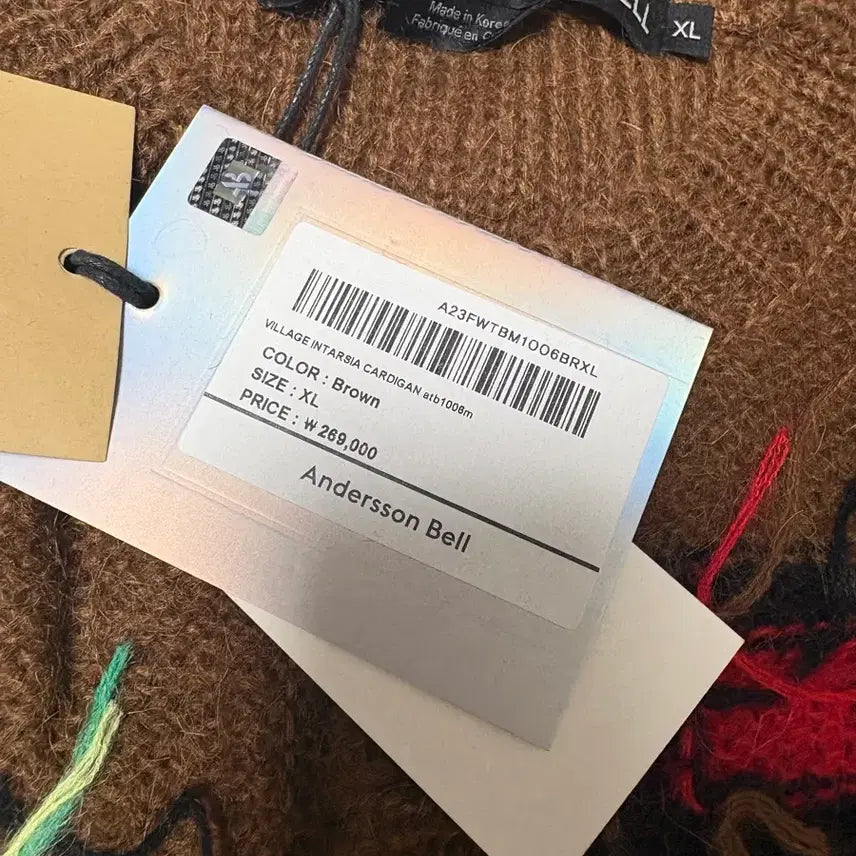 Made in Korea
Fabriqué en
XL
A23FWTBM1006BRXL
VILLAGE INTARSIA CARDIGAN atb1008m
COLOR : Brown
SIZE : XL
PRICE : ₩ 269,000
Andersson Bell